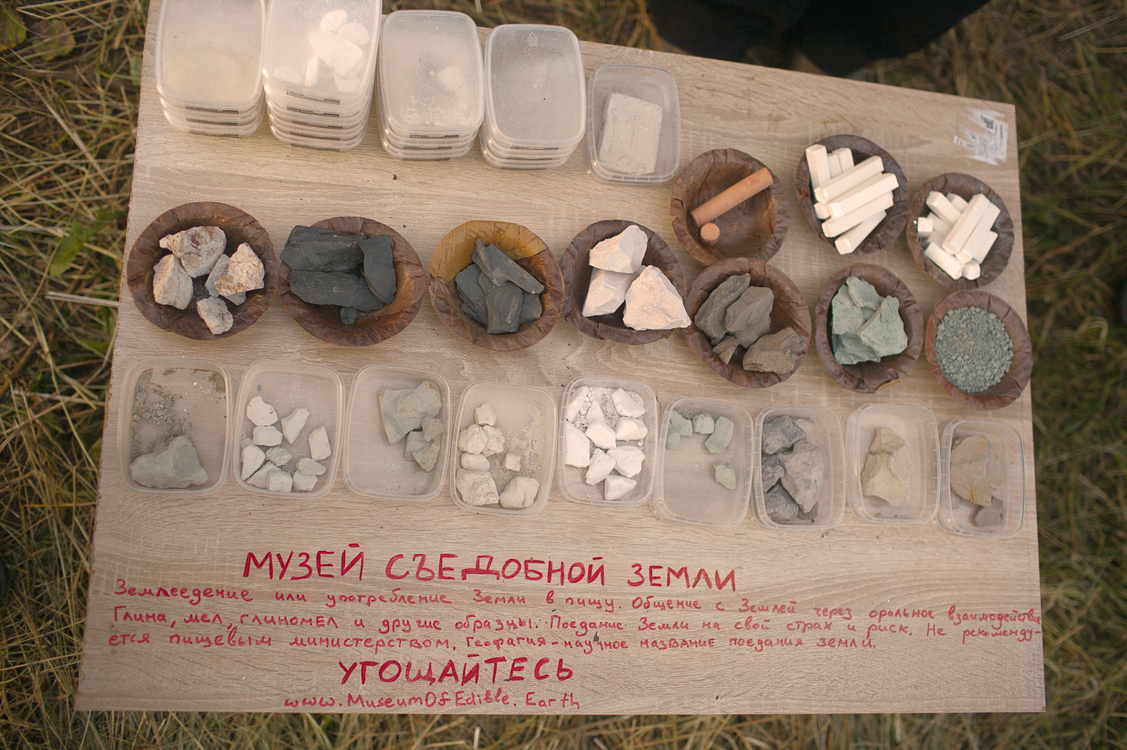 МУЗЕЙ СЪЕДОБНОЙ ЗЕМЛИ
Землеедение или употребление Земли в пищу. Общение с Землей через оральное взаимодействие
Глина, мел, глиномел и другие образцы. Поедание Земли на свой страх и риск. Не рекоменду-
ется пищевым министерством. Геофагия - научное название поедания земли.
УГОЩАЙТЕСЬ
www.MuseumOfEdible.Earth